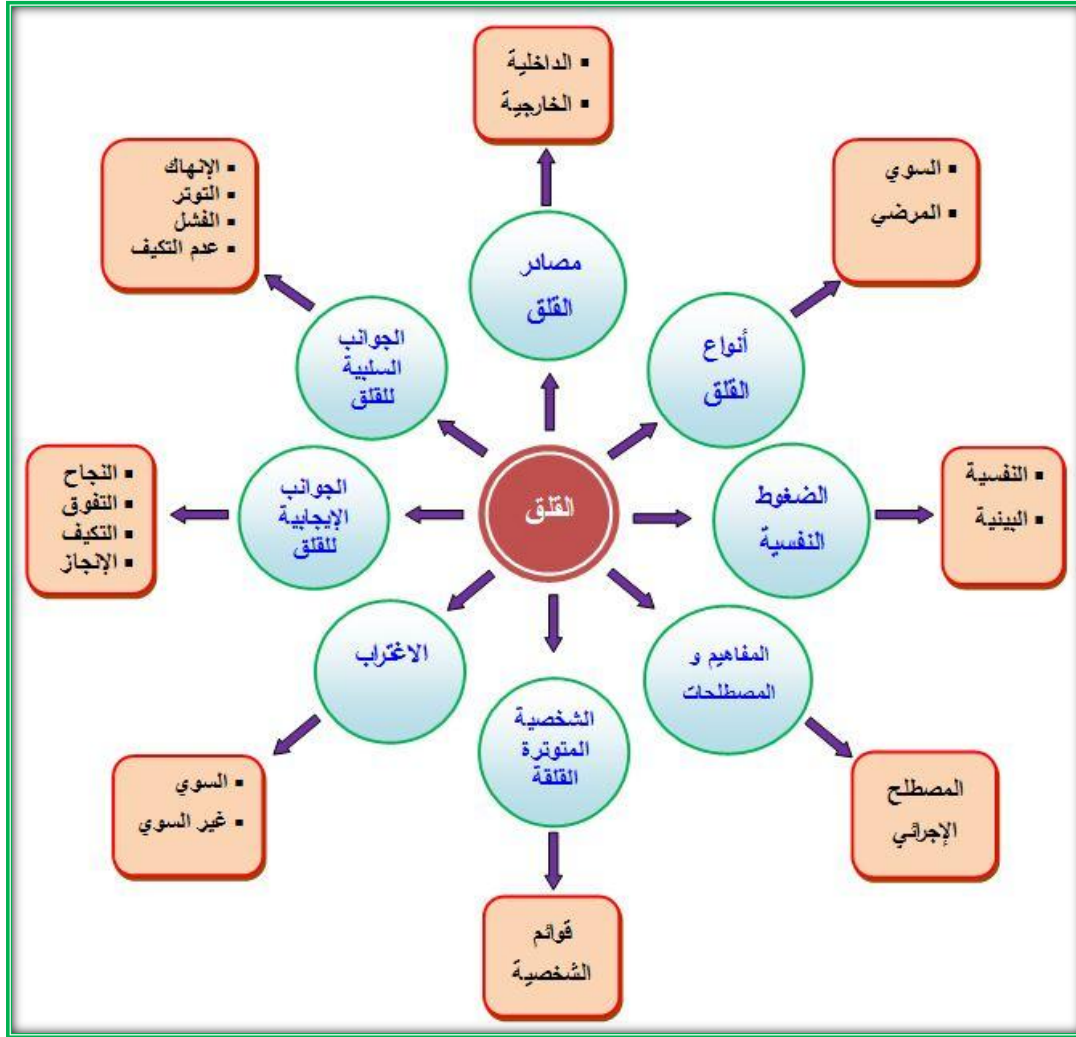 ▪ الداخلية
▪ الخارجية
مصادر
القلق
▪ السوي
▪ المرضي
أنواع
القلق
▪ النفسية
▪ البيئية
الضغوط
النفسية
المفاهيم و
المصطلحات
المصطلح
الإجرائي
الشخصية
المتوترة
القلقة
قوائم
الشخصية
الاغتراب
▪ السوي
▪ غير السوي
الجوانب
الإيجابية
للقلق
▪ النجاح
▪ التفوق
▪ التكيف
▪ الإنجاز
الجوانب
السلبية
للقلق
▪ الإنهاك
▪ التوتر
▪ الفشل
▪ عدم التكيف
القلق